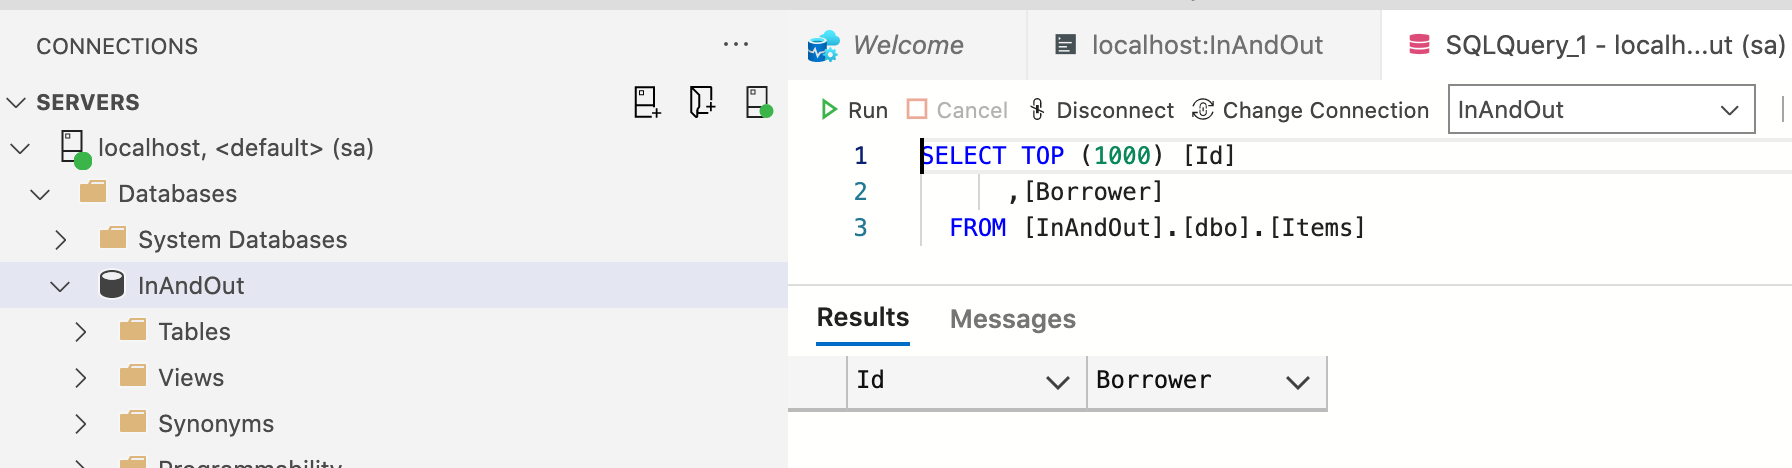 CONNECTIONS
SERVERS
localhost, <default> (sa)
Databases
System Databases
InAndOut
Tables
Views
Synonyms
Programmability
Welcome
localhost:InAndOut
SQLQuery_1 - localh...ut (sa)
Run
Cancel
Disconnect
Change Connection
InAndOut
1 SELECT TOP (1000) [Id]
2 ,[Borrower]
3 FROM [InAndOut].[dbo].[Items]
Results
Messages
Id
Borrower